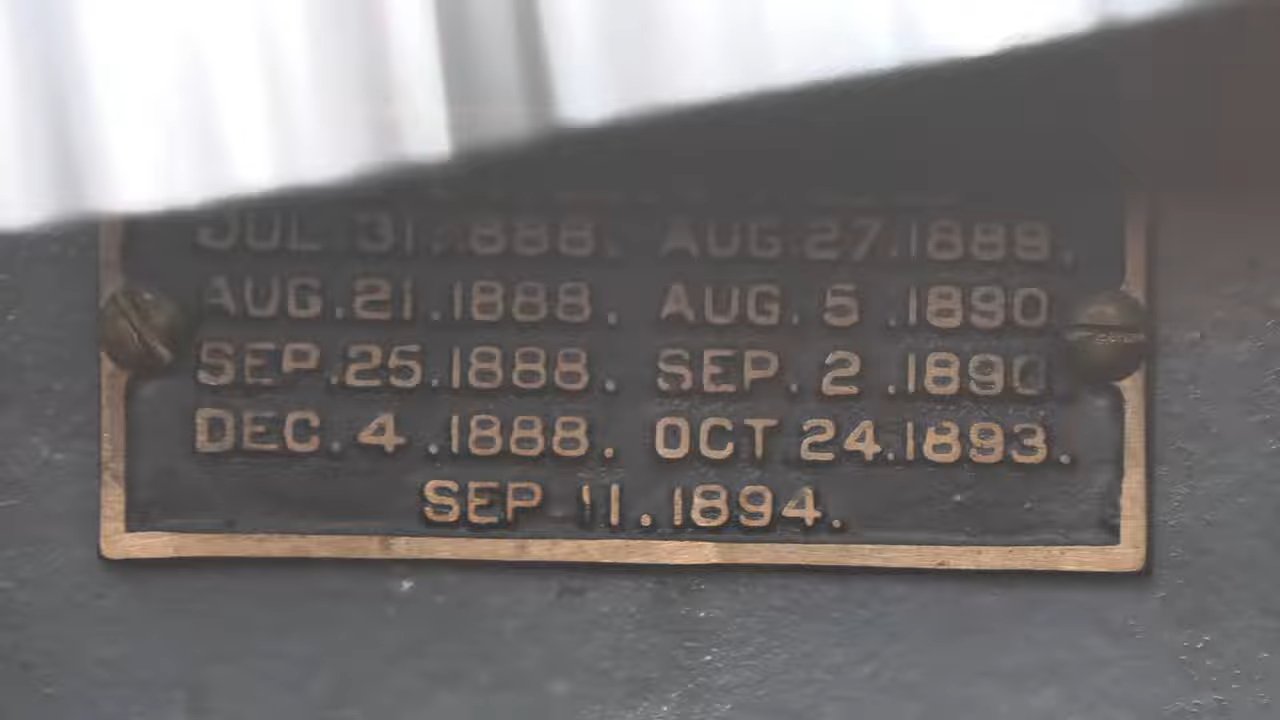 JUL 31.1888. AUG.27.1889.
AUG.21.1888. AUG. 5 .1890
SEP.25.1888. SEP. 2 .1890
DEC. 4 .1888. OCT 24.1893.
SEP 11.1894.